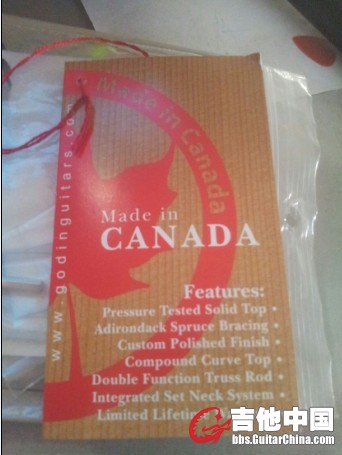 Made in Canada
www.godinguitars.com
Made in
CANADA
Features:
Pressure Tested Solid Top •
Adirondack Spruce Bracing •
Custom Polished Finish •
Compound Curve Top •
Double Function Truss Rod •
Integrated Set Neck System •
Limited Lifetime
吉他中国
bbs.GuitarChina.com